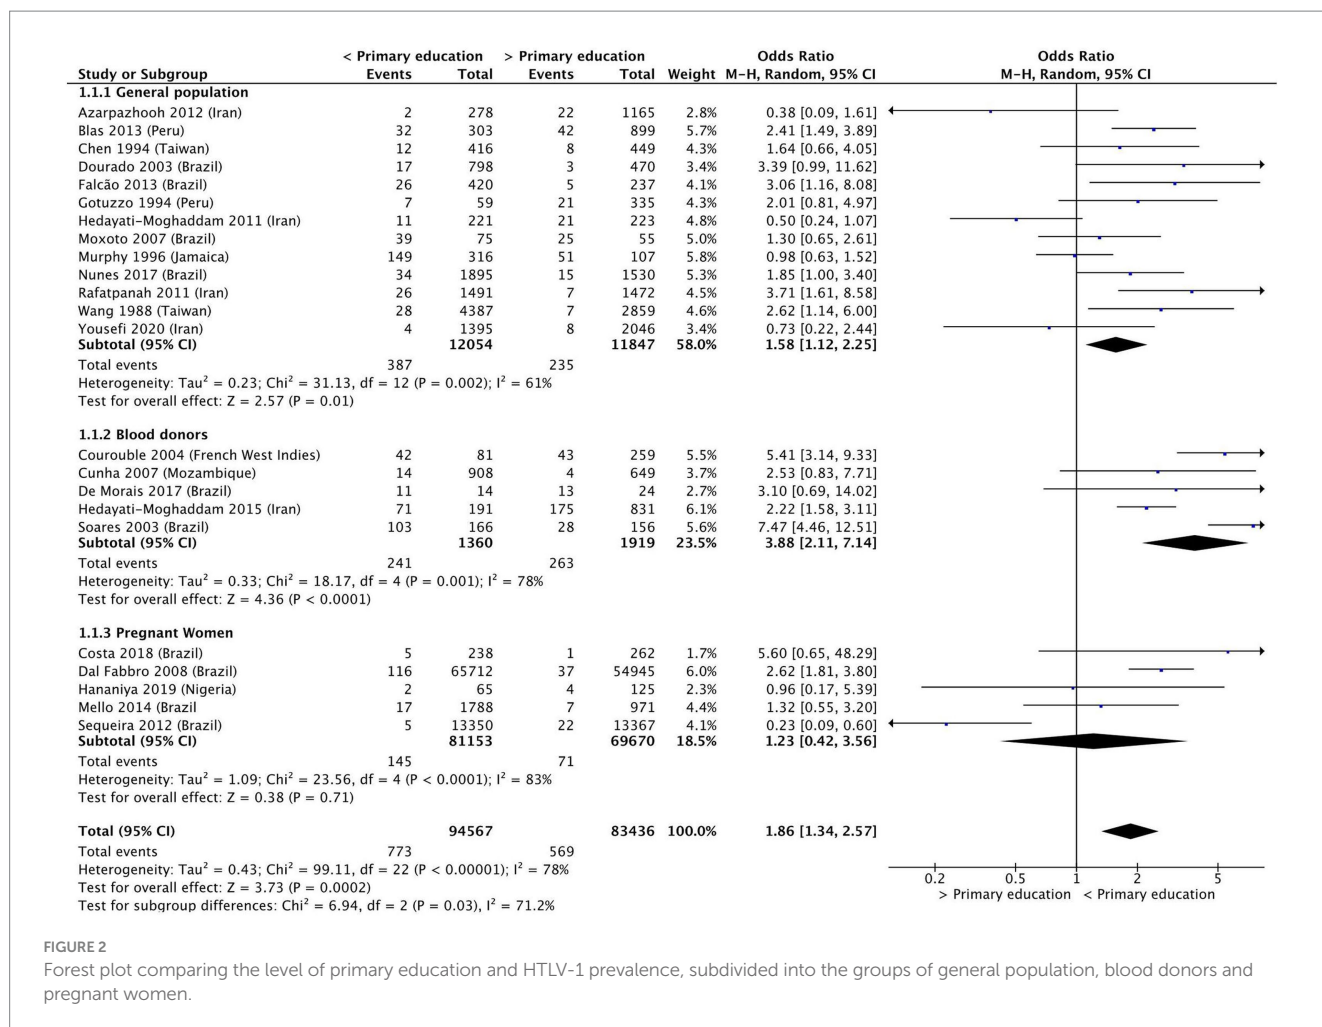 < Primary education > Primary education Odds Ratio Odds Ratio
Study or Subgroup Events Total Events Total Weight M-H, Random, 95% CI M-H, Random, 95% CI
1.1.1 General population
Azarpazhooh 2012 (Iran) 2 278 22 1165 2.8% 0.38 [0.09, 1.61]
Blas 2013 (Peru) 32 303 42 899 5.7% 2.41 [1.49, 3.89]
Chen 1994 (Taiwan) 12 416 8 449 4.3% 1.64 [0.66, 4.05]
Dourado 2003 (Brazil) 17 798 3 470 3.4% 3.39 [0.99, 11.62]
Falcão 2013 (Brazil) 26 420 5 237 4.1% 3.06 [1.16, 8.08]
Gotuzzo 1994 (Peru) 7 59 21 335 4.3% 2.01 [0.81, 4.97]
Hedayati-Moghaddam 2011 (Iran) 11 221 21 223 4.8% 0.50 [0.24, 1.07]
Moxoto 2007 (Brazil) 39 75 25 55 5.0% 1.30 [0.65, 2.61]
Murphy 1996 (Jamaica) 149 316 51 107 5.8% 0.98 [0.63, 1.52]
Nunes 2017 (Brazil) 34 1895 15 1530 5.3% 1.85 [1.00, 3.40]
Rafatpanah 2011 (Iran) 26 1491 7 1472 4.5% 3.71 [1.61, 8.58]
Wang 1988 (Taiwan) 28 4387 7 2859 4.6% 2.62 [1.14, 6.00]
Yousefi 2020 (Iran) 4 1395 8 2046 3.4% 0.73 [0.22, 2.44]
Subtotal (95% CI) 12054 11847 58.0% 1.58 [1.12, 2.25]
Total events 387 235
Heterogeneity: Tau² = 0.23; Chi² = 31.13, df = 12 (P = 0.002); I² = 61%
Test for overall effect: Z = 2.57 (P = 0.01)
1.1.2 Blood donors
Courouble 2004 (French West Indies) 42 81 43 259 5.5% 5.41 [3.14, 9.33]
Cunha 2007 (Mozambique) 14 908 4 649 3.7% 2.53 [0.83, 7.71]
De Morais 2017 (Brazil) 11 14 13 24 2.7% 3.10 [0.69, 14.02]
Hedayati-Moghaddam 2015 (Iran) 71 191 175 831 6.1% 2.22 [1.58, 3.11]
Soares 2003 (Brazil) 103 166 28 156 5.6% 7.47 [4.46, 12.51]
Subtotal (95% CI) 1360 1919 23.5% 3.88 [2.11, 7.14]
Total events 241 263
Heterogeneity: Tau² = 0.33; Chi² = 18.17, df = 4 (P = 0.001); I² = 78%
Test for overall effect: Z = 4.36 (P < 0.0001)
1.1.3 Pregnant Women
Costa 2018 (Brazil) 5 238 1 262 1.7% 5.60 [0.65, 48.29]
Dal Fabbro 2008 (Brazil) 116 65712 37 54945 6.0% 2.62 [1.81, 3.80]
Hananiya 2019 (Nigeria) 2 65 4 125 2.3% 0.96 [0.17, 5.39]
Mello 2014 (Brazil 17 1788 7 971 4.4% 1.32 [0.55, 3.20]
Sequeira 2012 (Brazil) 5 13350 22 13367 4.1% 0.23 [0.09, 0.60]
Subtotal (95% CI) 81153 69670 18.5% 1.23 [0.42, 3.56]
Total events 145 71
Heterogeneity: Tau² = 1.09; Chi² = 23.56, df = 4 (P < 0.0001); I² = 83%
Test for overall effect: Z = 0.38 (P = 0.71)
Total (95% CI) 94567 83436 100.0% 1.86 [1.34, 2.57]
Total events 773 569
Heterogeneity: Tau² = 0.43; Chi² = 99.11, df = 22 (P < 0.00001); I² = 78%
Test for overall effect: Z = 3.73 (P = 0.0002)
Test for subgroup differences: Chi² = 6.94, df = 2 (P = 0.03), I² = 71.2%
0.2 0.5 1 2 5
> Primary education < Primary education
FIGURE 2
Forest plot comparing the level of primary education and HTLV-1 prevalence, subdivided into the groups of general population, blood donors and
pregnant women.